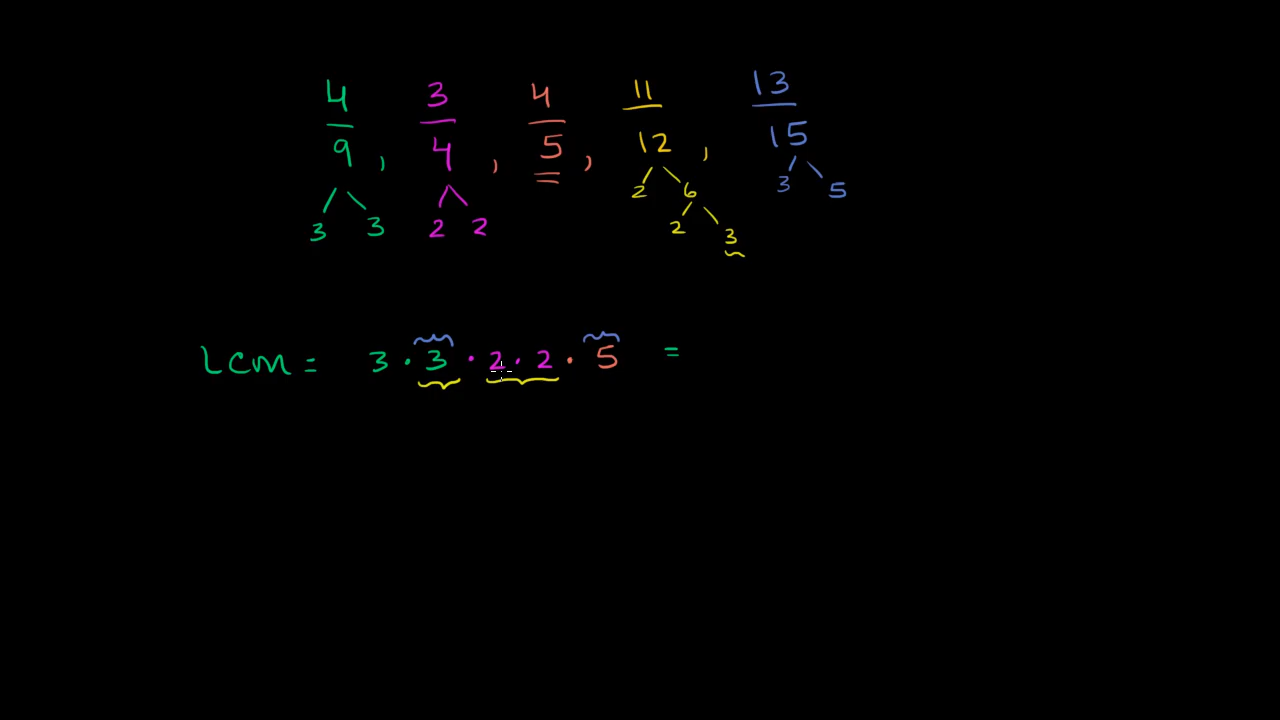 4/9, 3/4, 4/5, 11/12, 13/15
3 3 2 2 2 6 3 5
2 3
LCM = 3 · 3 · 2 · 2 · 5 =